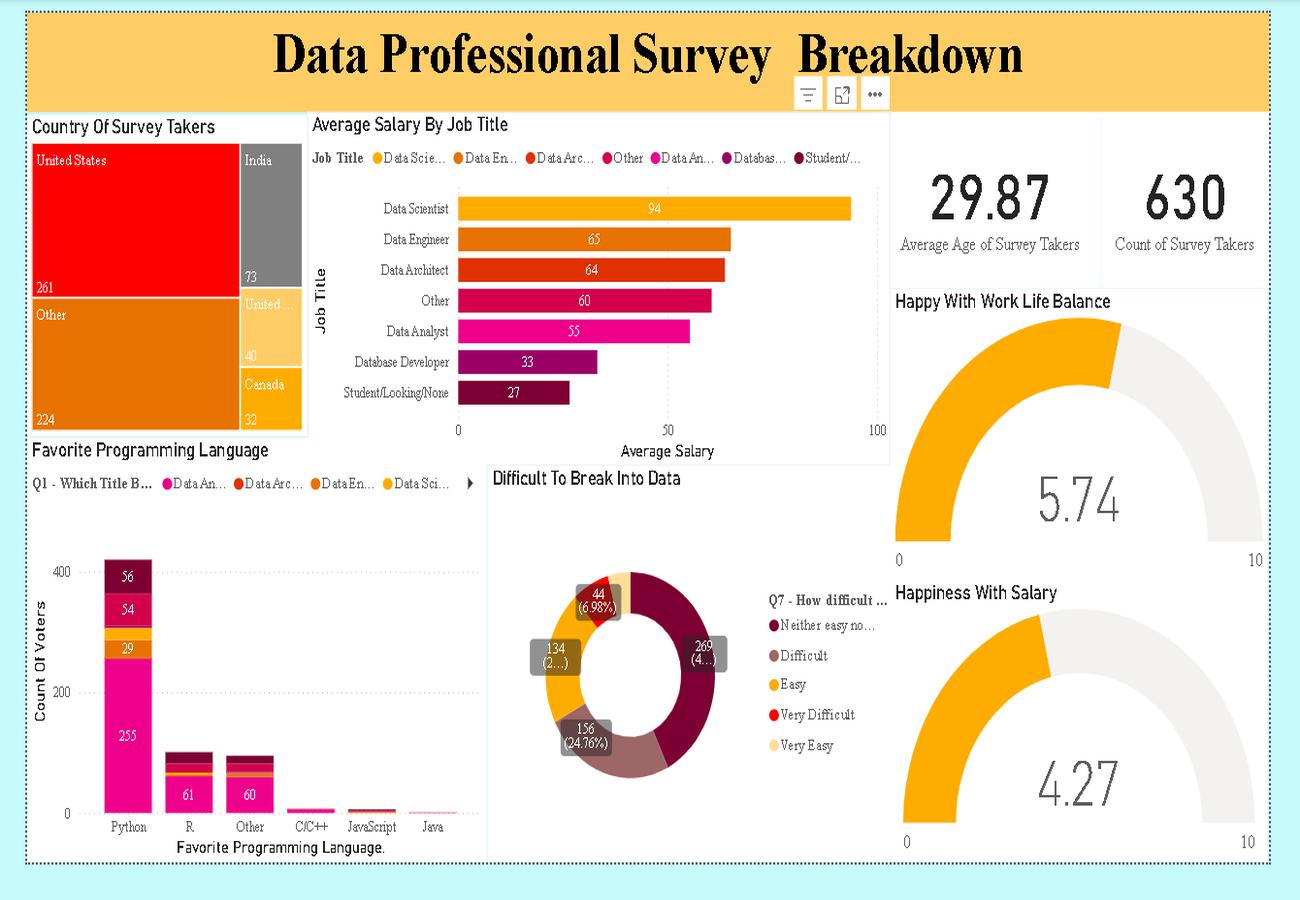 Data Professional Survey Breakdown
Country Of Survey Takers
United States
261
Other
224
India
73
United ...
40
Canada
32
Average Salary By Job Title
Job Title Data Scie... Data En... Data Arc... Other Data An... Databas... Student/...
Job Title
Data Scientist 94
Data Engineer 65
Data Architect 64
Other 60
Data Analyst 55
Database Developer 33
Student/Looking/None 27
0 50 100
Average Salary
29.87
Average Age of Survey Takers
630
Count of Survey Takers
Happy With Work Life Balance
5.74
0 10
Happiness With Salary
4.27
0 10
Favorite Programming Language
Q1 - Which Title B... Data An... Data Arc... Data En... Data Sci...
Count Of Voters
400
200
0
56
54
29
255
61
60
Python R Other C/C++ JavaScript Java
Favorite Programming Language.
Difficult To Break Into Data
44
(6.98%)
134
(2...)
269
(4...)
156
(24.76%)
Q7 - How difficult ...
Neither easy no...
Difficult
Easy
Very Difficult
Very Easy